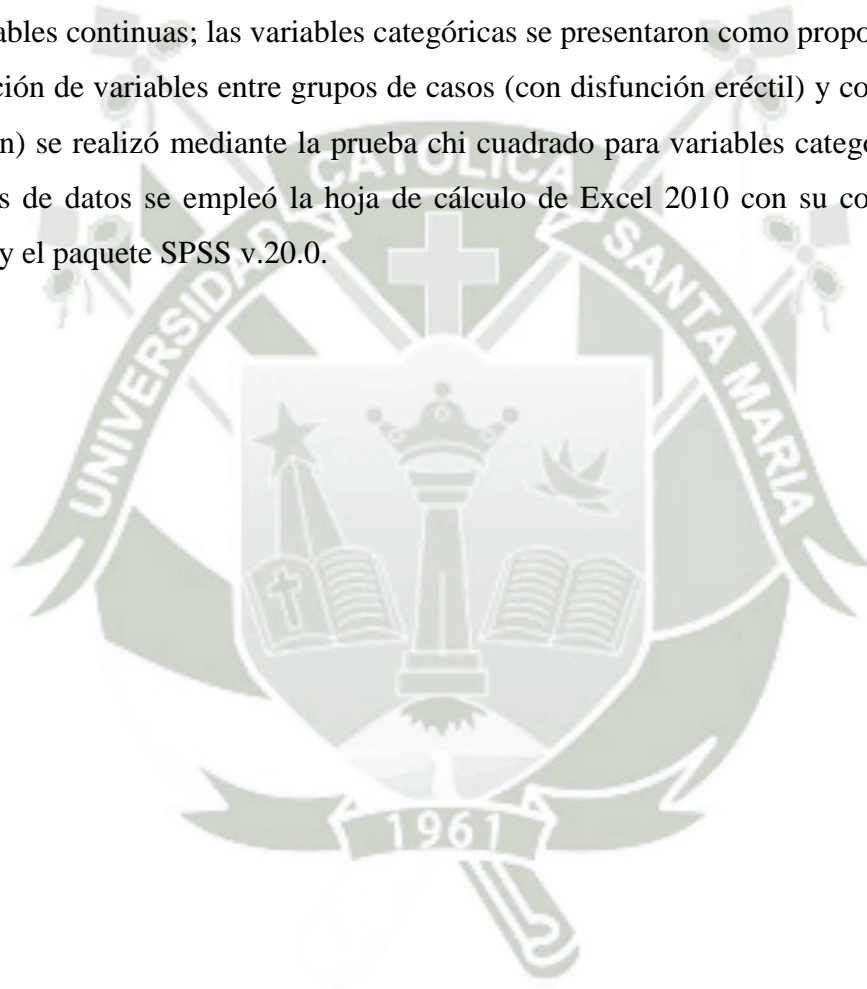 ables continuas; las variables categóricas se presentaron como propo
ción de variables entre grupos de casos (con disfunción eréctil) y co
n) se realizó mediante la prueba chi cuadrado para variables catego
s de datos se empleó la hoja de cálculo de Excel 2010 con su co
y el paquete SPSS v.20.0.
UNIVERSIDAD CATOLICA SANTA MARIA
1961